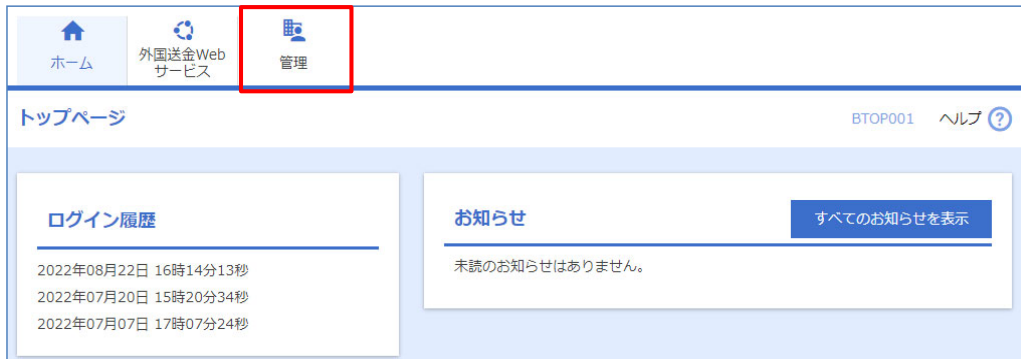 ホーム
外国送金Web
サービス
管理
トップページ
BTOP001 ヘルプ ?
ログイン履歴
2022年08月22日 16時14分13秒
2022年07月20日 15時20分34秒
2022年07月07日 17時07分24秒
お知らせ
すべてのお知らせを表示
未読のお知らせはありません。